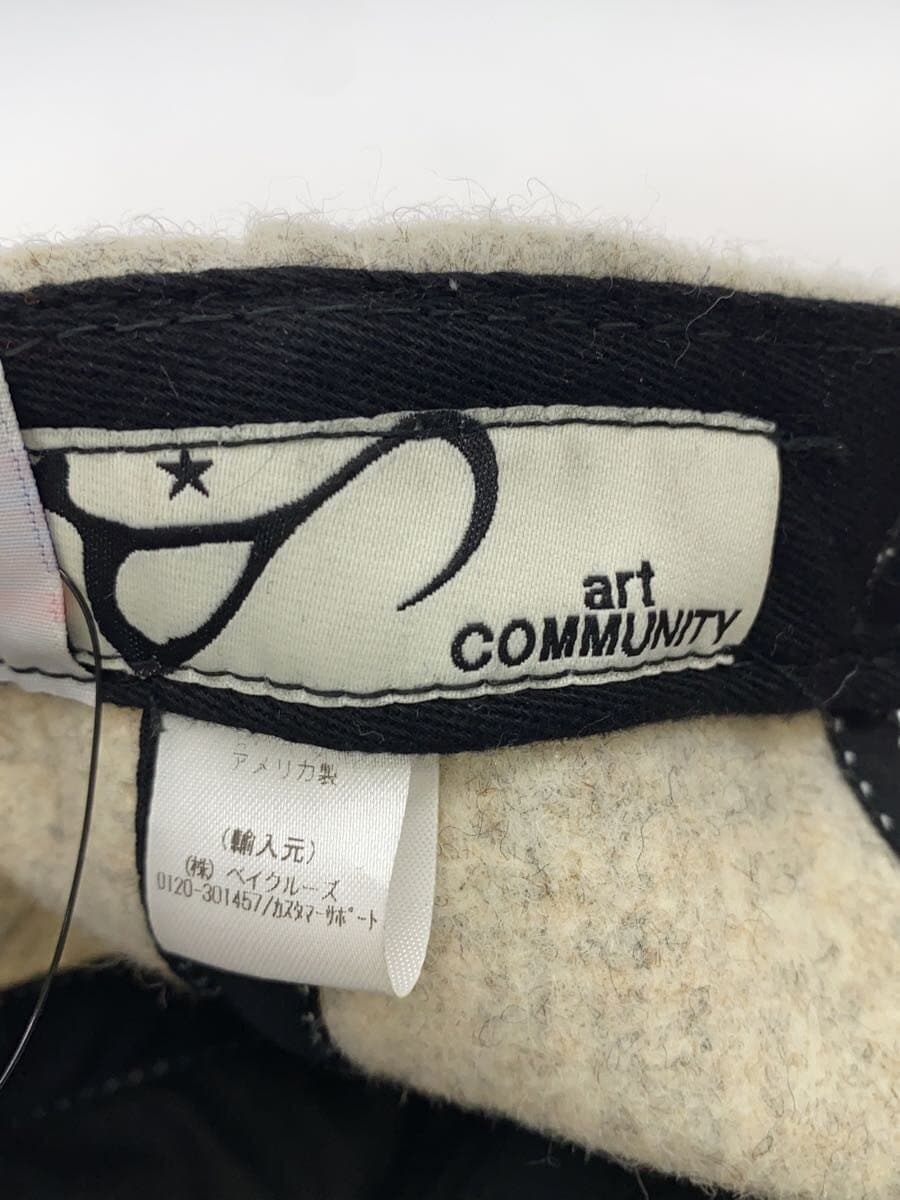 art
COMMUNITY
アメリカ製
(輸入元)
(株) ベイクルーズ
0120-301457/カスタマーサポート